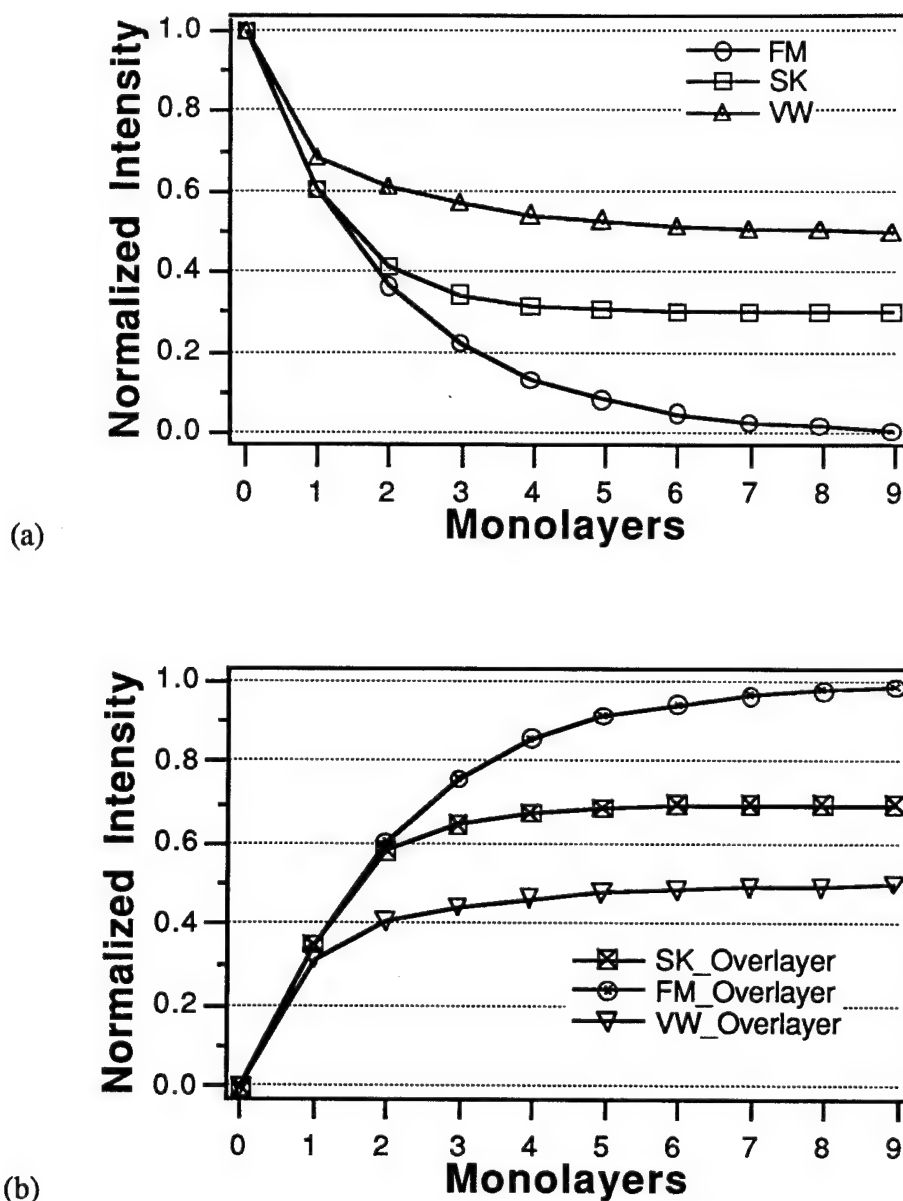 1.0
0.8
0.6
0.4
0.2
0.0
Normalized Intensity
FM
SK
VW
0 1 2 3 4 5 6 7 8 9
Monolayers
(a)
1.0
0.8
0.6
0.4
0.2
0.0
Normalized Intensity
SK_Overlayer
FM_Overlayer
VW_Overlayer
0 1 2 3 4 5 6 7 8 9
Monolayers
(b)